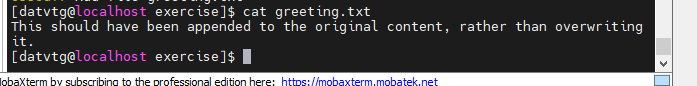 [datvtg@localhost exercise]$ cat greeting.txt
This should have been appended to the original content, rather than overwriting
it.
[datvtg@localhost exercise]$
MobaXterm by subscribing to the professional edition here: https://mobaxterm.mobatek.net